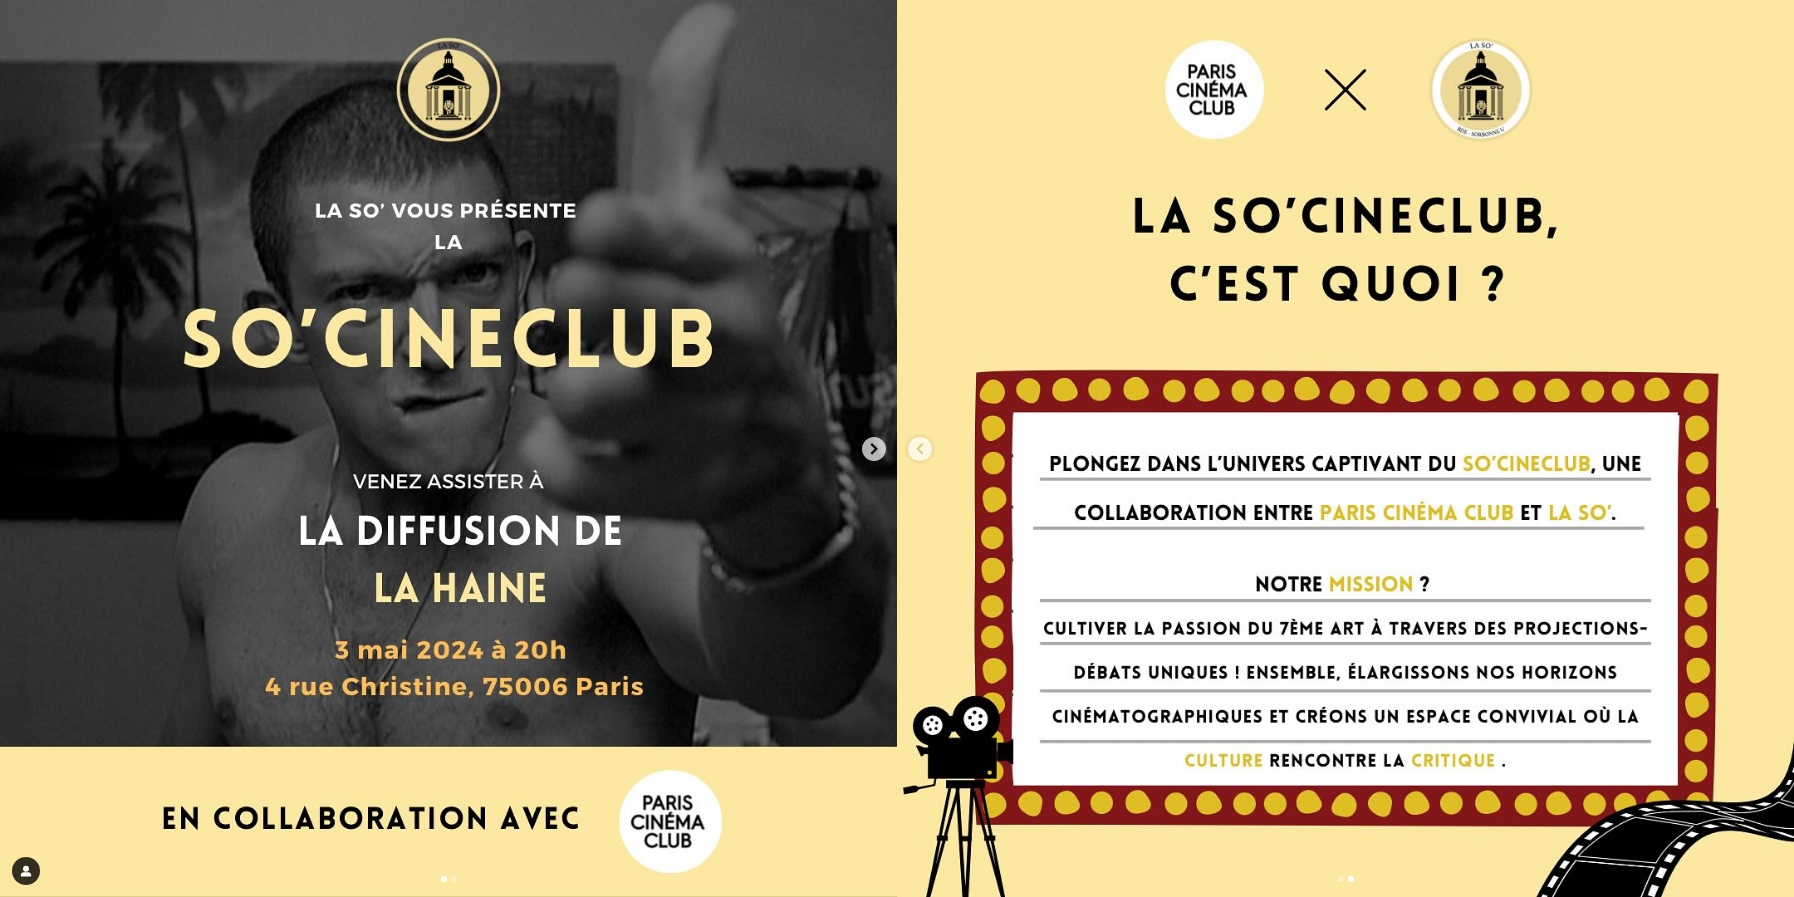 LA SO'
LA SO' VOUS PRÉSENTE
LA
SO'CINECLUB
VENEZ ASSISTER À
LA DIFFUSION DE
LA HAINE
3 mai 2024 à 20h
4 rue Christine, 75006 Paris
EN COLLABORATION AVEC
PARIS
CINÉMA
CLUB
PARIS
CINÉMA
CLUB
LA SO'
BDE - SORBONNE U
LA SO'CINECLUB,
C'EST QUOI ?
PLONGEZ DANS L'UNIVERS CAPTIVANT DU SO'CINECLUB, UNE
COLLABORATION ENTRE PARIS CINÉMA CLUB ET LA SO'.
NOTRE MISSION ?
CULTIVER LA PASSION DU 7ÈME ART À TRAVERS DES PROJECTIONS-
DÉBATS UNIQUES ! ENSEMBLE, ÉLARGISSONS NOS HORIZONS
CINÉMATOGRAPHIQUES ET CRÉONS UN ESPACE CONVIVIAL OÙ LA
CULTURE RENCONTRE LA CRITIQUE .